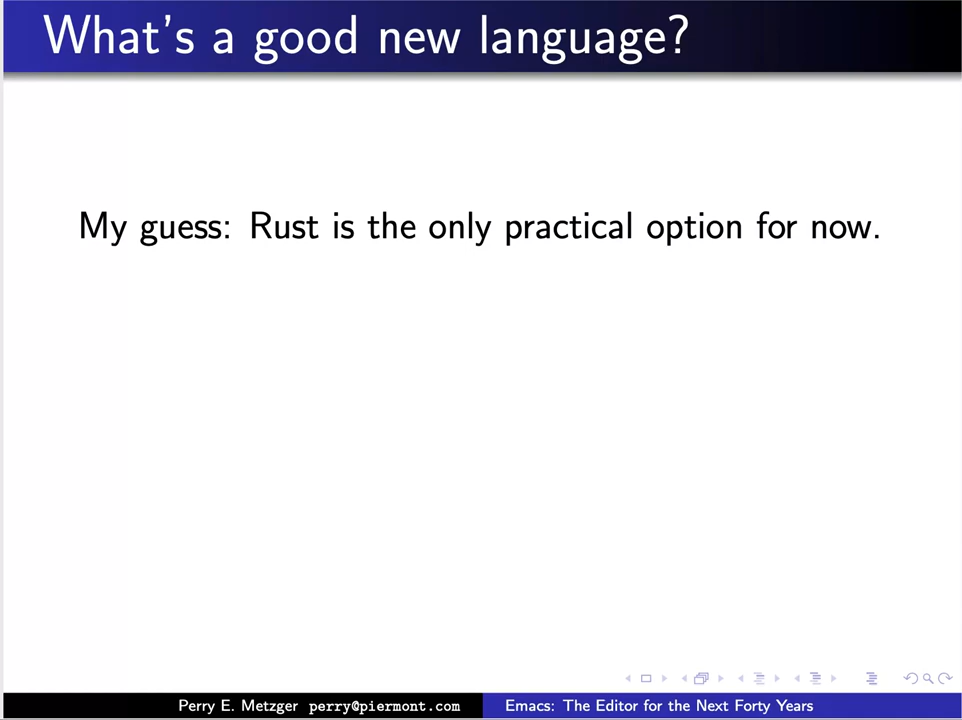 What's a good new language?
My guess: Rust is the only practical option for now.
Perry E. Metzger perry@piermont.com
Emacs: The Editor for the Next Forty Years